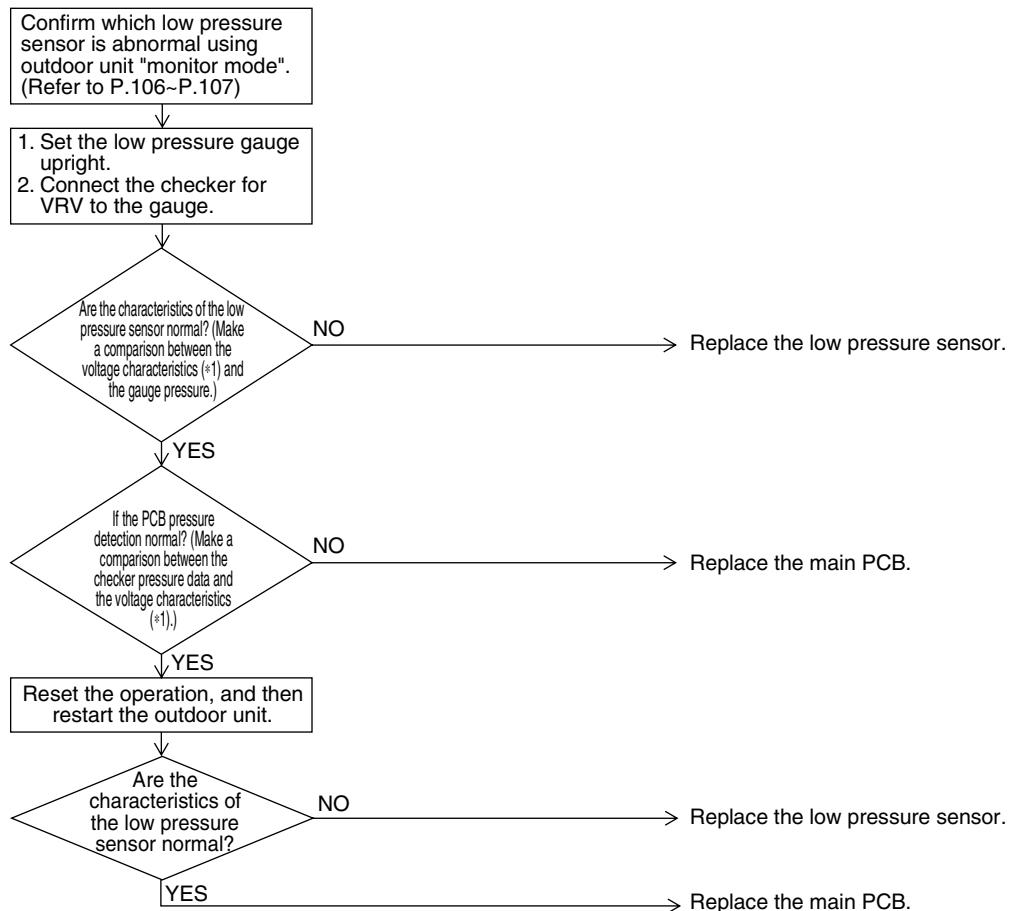 Confirm which low pressure
sensor is abnormal using
outdoor unit "monitor mode".
(Refer to P.106~P.107)
1. Set the low pressure gauge
upright.
2. Connect the checker for
VRV to the gauge.
Are the characteristics of the low
pressure sensor normal? (Make
a comparison between the
voltage characteristics (*1) and
the gauge pressure.)
NO
Replace the low pressure sensor.
YES
If the PCB pressure
detection normal? (Make a
comparison between the
checker pressure data and
the voltage characteristics
(*1).)
NO
Replace the main PCB.
YES
Reset the operation, and then
restart the outdoor unit.
Are the
characteristics of
the low pressure
sensor normal?
NO
Replace the low pressure sensor.
YES
Replace the main PCB.